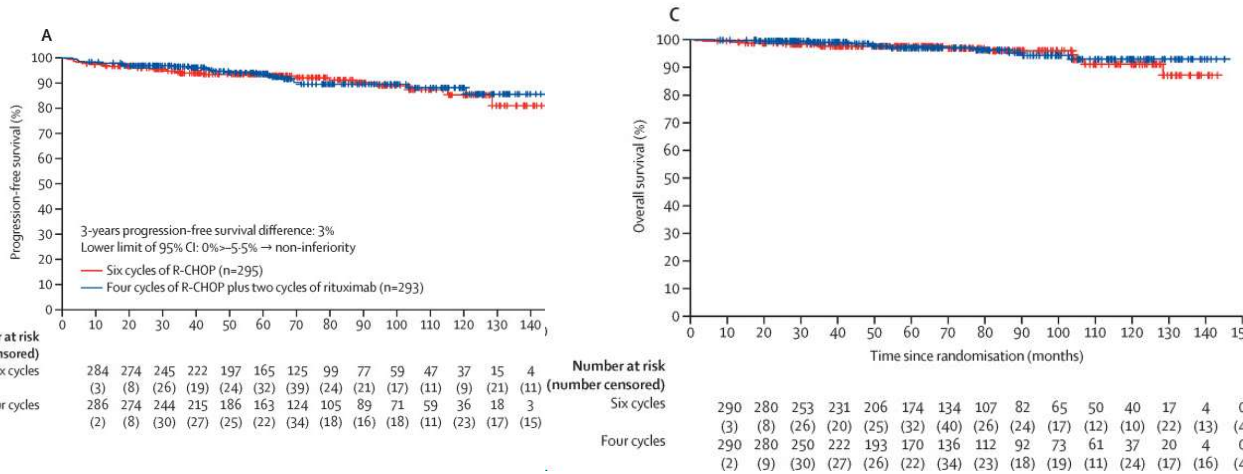 A
Progression-free survival (%)
100
90
80
70
60
50
40
30
20
10
0
3-years progression-free survival difference: 3%
Lower limit of 95% CI: 0%>–5·5% → non-inferiority
Six cycles of R-CHOP (n=295)
Four cycles of R-CHOP plus two cycles of rituximab (n=293)
0 10 20 30 40 50 60 70 80 90 100 110 120 130 140
r at risk
nsored)
x cycles 284 274 245 222 197 165 125 99 77 59 47 37 15 4
(3) (8) (26) (19) (24) (32) (39) (24) (21) (17) (11) (9) (21) (11)
ur cycles 286 274 244 215 186 163 124 105 89 71 59 36 18 3
(2) (8) (30) (27) (25) (22) (34) (18) (16) (18) (11) (23) (17) (15)
C
Overall survival (%)
100
90
80
70
60
50
40
30
20
10
0
0 10 20 30 40 50 60 70 80 90 100 110 120 130 140 15
Time since randomisation (months)
Number at risk
(number censored)
Six cycles 290 280 253 231 206 174 134 107 82 65 50 40 17 4 0
(3) (8) (26) (20) (25) (32) (40) (26) (24) (17) (12) (10) (22) (13) (4
Four cycles 290 280 250 222 193 170 136 112 92 73 61 37 20 4 0
(2) (9) (30) (27) (26) (22) (34) (23) (18) (19) (11) (24) (17) (16) (4